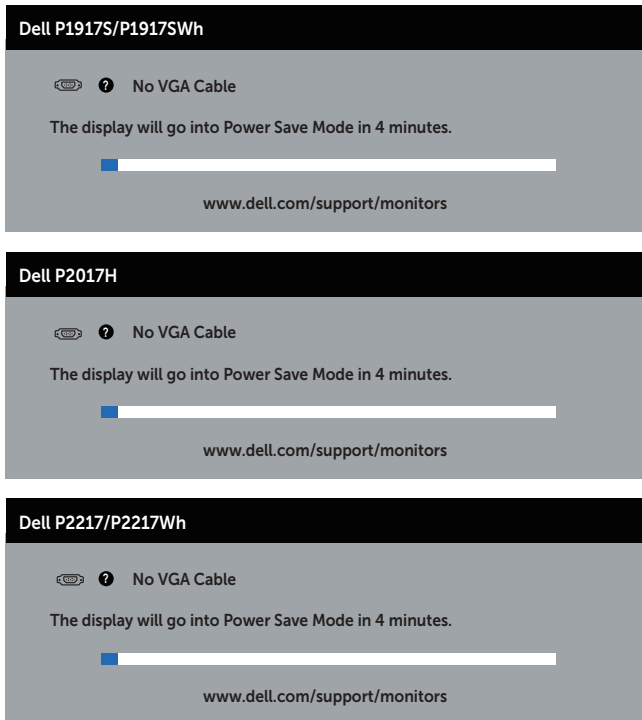 Dell P1917S/P1917SWh
? No VGA Cable
The display will go into Power Save Mode in 4 minutes.
www.dell.com/support/monitors
Dell P2017H
? No VGA Cable
The display will go into Power Save Mode in 4 minutes.
www.dell.com/support/monitors
Dell P2217/P2217Wh
? No VGA Cable
The display will go into Power Save Mode in 4 minutes.
www.dell.com/support/monitors